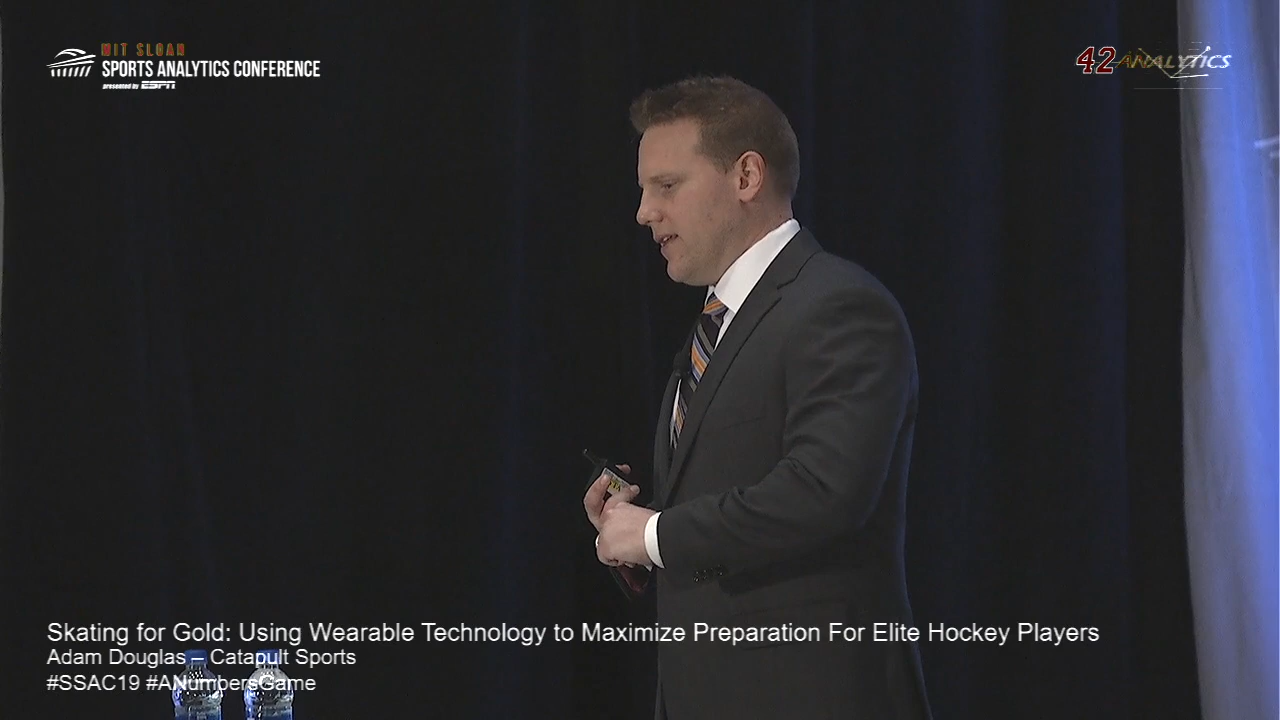 MIT SLOAN
SPORTS ANALYTICS CONFERENCE
presented by ESPN
42 ANALYTICS
Skating for Gold: Using Wearable Technology to Maximize Preparation For Elite Hockey Players
Adam Douglas – Catapult Sports
#SSAC19 #ANumbersGame